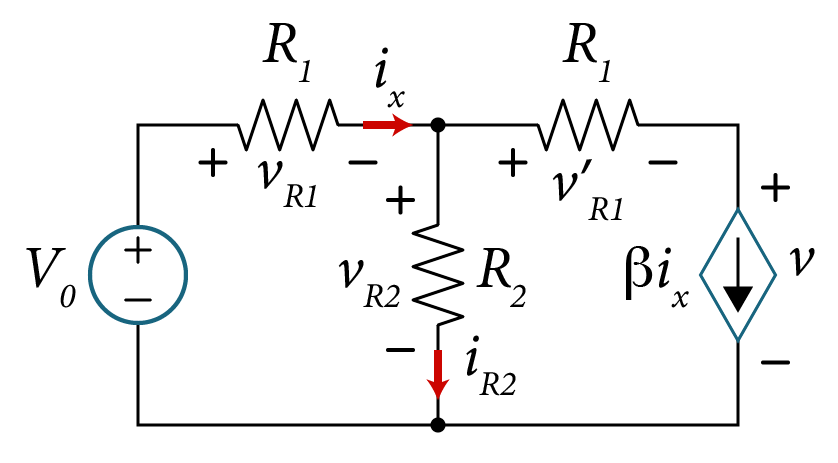 R1 ix R1
+ vR1 − + v′R1 −
+
V0 + − vR2 R2 βix + v −
− iR2